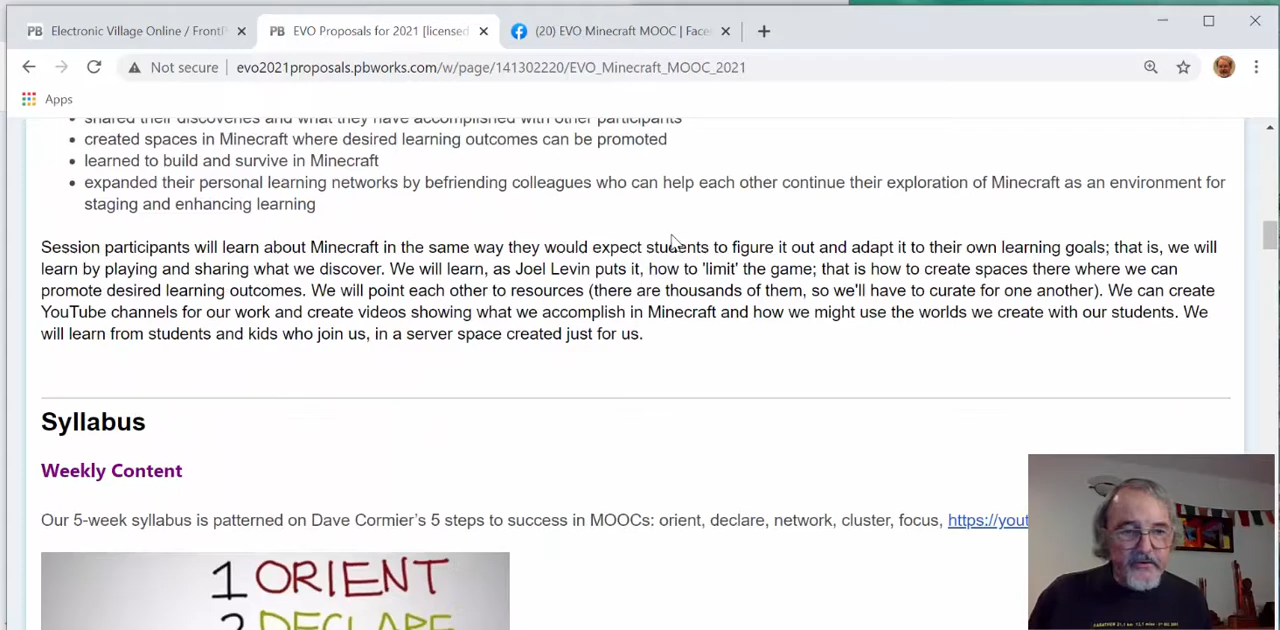 Electronic Village Online / FrontP
EVO Proposals for 2021 [licensed
(20) EVO Minecraft MOOC | Face
Not secure
evo2021proposals.pbworks.com/w/page/141302220/EVO_Minecraft_MOOC_2021
Apps
shared their discoveries and what they have accomplished with other participants
created spaces in Minecraft where desired learning outcomes can be promoted
learned to build and survive in Minecraft
expanded their personal learning networks by befriending colleagues who can help each other continue their exploration of Minecraft as an environment for
staging and enhancing learning
Session participants will learn about Minecraft in the same way they would expect students to figure it out and adapt it to their own learning goals; that is, we will
learn by playing and sharing what we discover. We will learn, as Joel Levin puts it, how to 'limit' the game; that is how to create spaces there where we can
promote desired learning outcomes. We will point each other to resources (there are thousands of them, so we'll have to curate for one another). We can create
YouTube channels for our work and create videos showing what we accomplish in Minecraft and how we might use the worlds we create with our students. We
will learn from students and kids who join us, in a server space created just for us.
Syllabus
Weekly Content
Our 5-week syllabus is patterned on Dave Cormier’s 5 steps to success in MOOCs: orient, declare, network, cluster, focus, https://yout
1 ORIENT
2 DECLARE